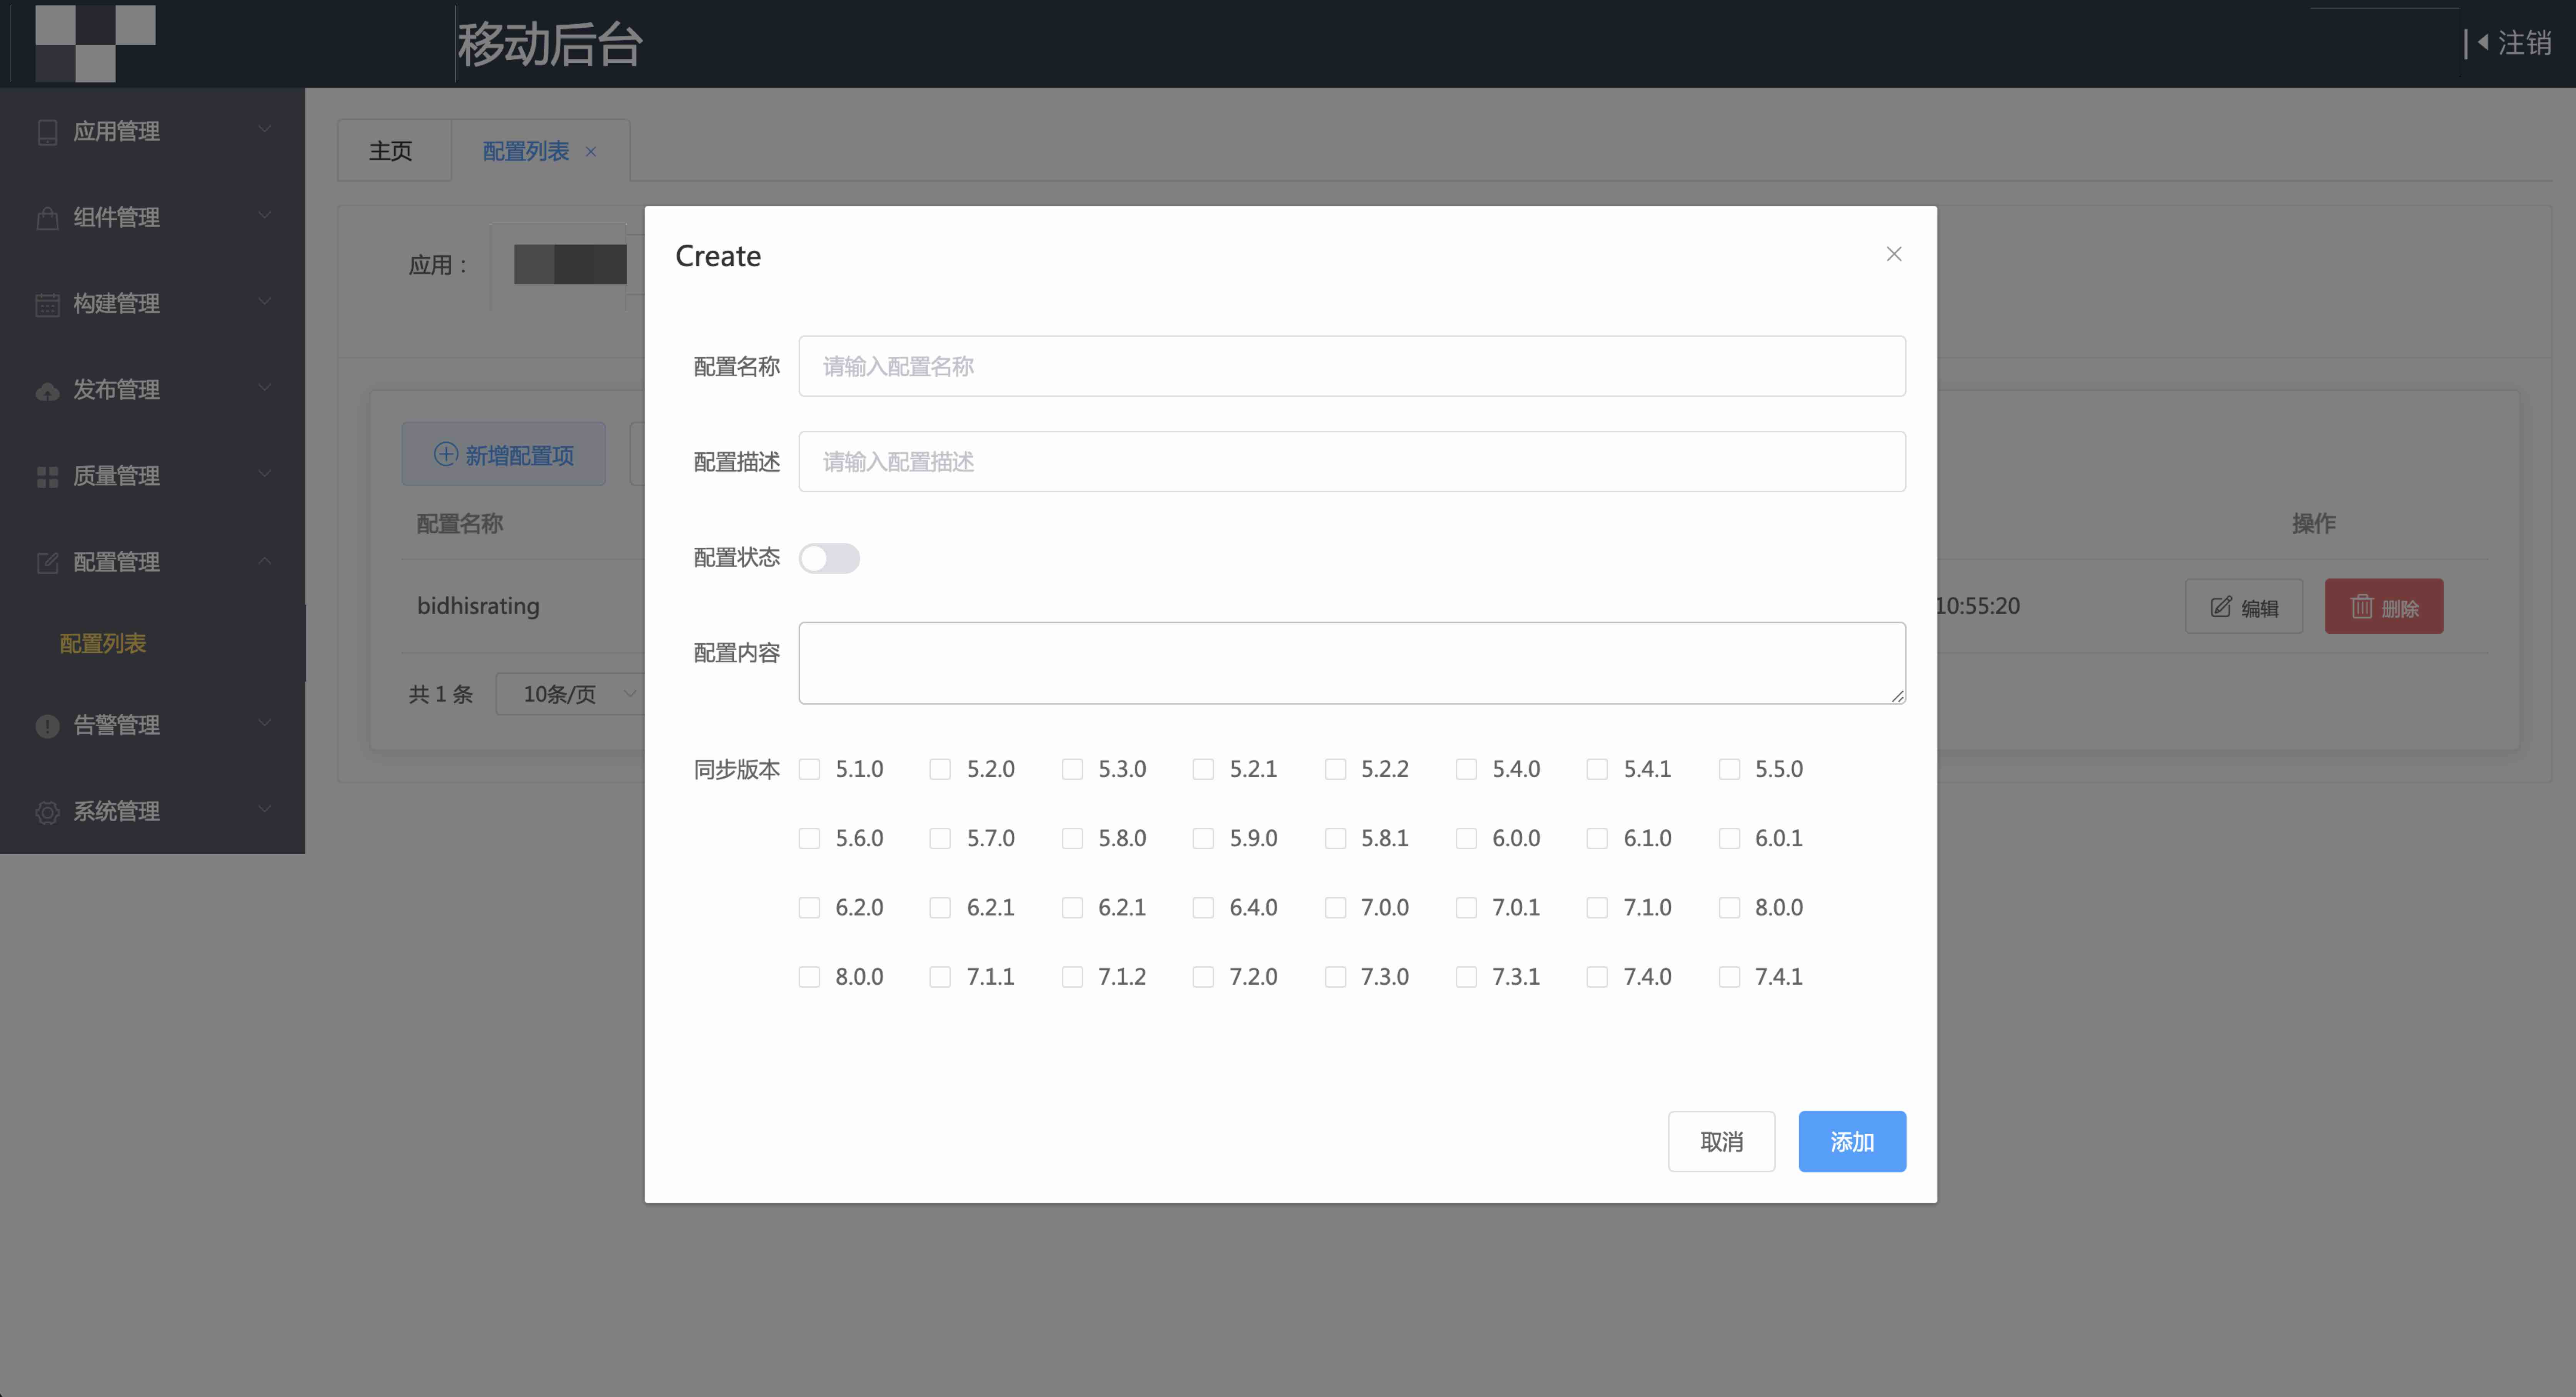 移动后台
注销
应用管理
组件管理
构建管理
发布管理
质量管理
配置管理
配置列表
告警管理
系统管理
主页 配置列表
应用：
新增配置项
配置名称 操作
bidhisrating 10:55:20 编辑 删除
共 1 条 10条/页
Create
配置名称 请输入配置名称
配置描述 请输入配置描述
配置状态
配置内容
同步版本 5.1.0 5.2.0 5.3.0 5.2.1 5.2.2 5.4.0 5.4.1 5.5.0
5.6.0 5.7.0 5.8.0 5.9.0 5.8.1 6.0.0 6.1.0 6.0.1
6.2.0 6.2.1 6.2.1 6.4.0 7.0.0 7.0.1 7.1.0 8.0.0
8.0.0 7.1.1 7.1.2 7.2.0 7.3.0 7.3.1 7.4.0 7.4.1
取消 添加